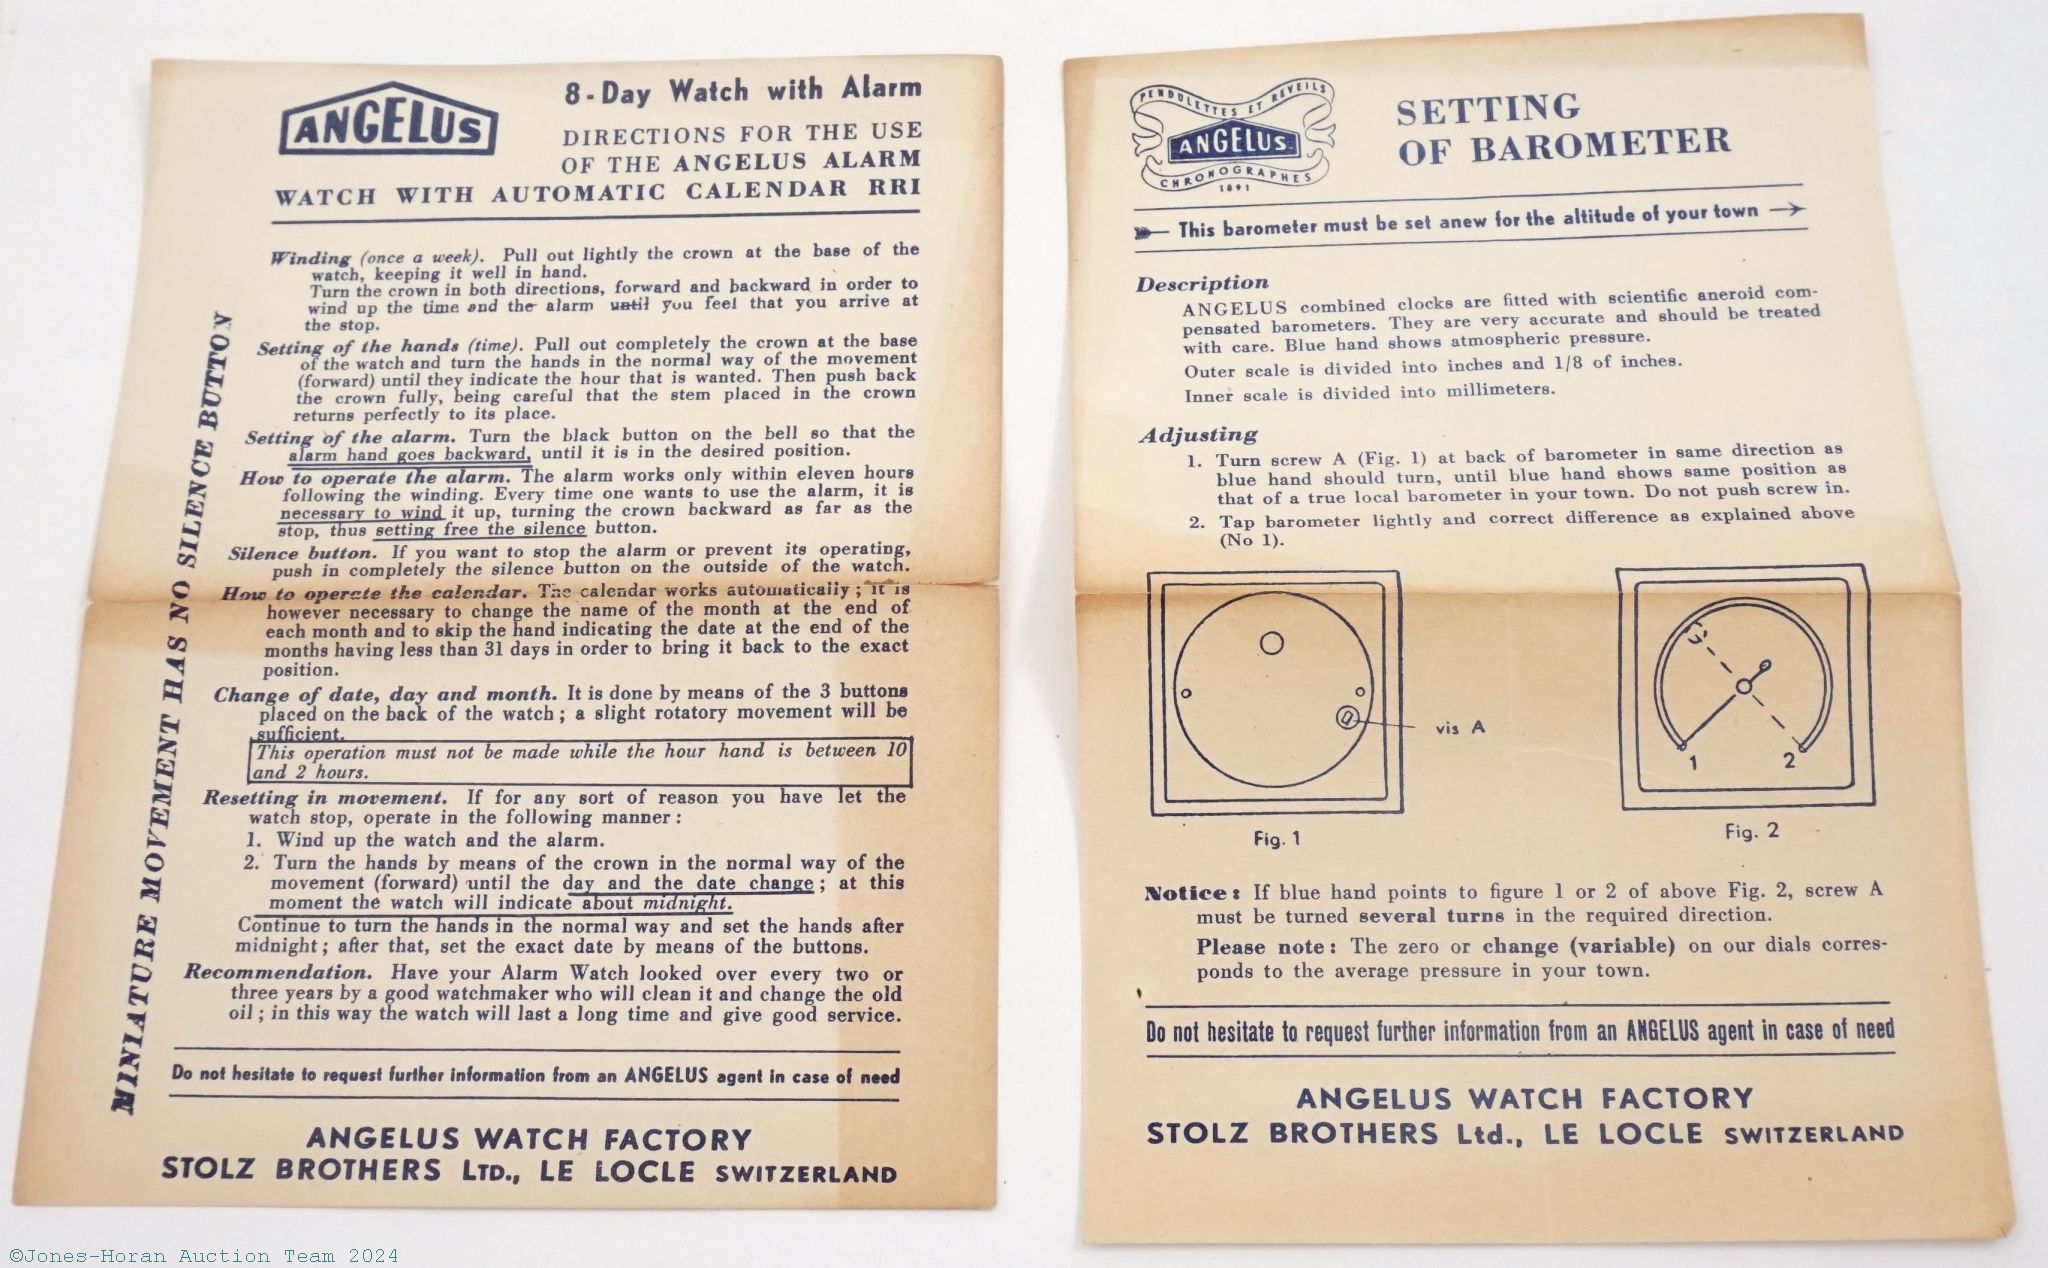 ANGELUS
8-Day Watch with Alarm
DIRECTIONS FOR THE USE
OF THE ANGELUS ALARM
WATCH WITH AUTOMATIC CALENDAR RRI
Winding (once a week). Pull out lightly the crown at the base of the
watch, keeping it well in hand.
Turn the crown in both directions, forward and backward in order to
wind up the time and the alarm until you feel that you arrive at
the stop.
Setting of the hands (time). Pull out completely the crown at the base
of the watch and turn the hands in the normal way of the movement
(forward) until they indicate the hour that is wanted. Then push back
the crown fully, being careful that the stem placed in the crown
returns perfectly to its place.
Setting of the alarm. Turn the black button on the bell so that the
alarm hand goes backward, until it is in the desired position.
How to operate the alarm. The alarm works only within eleven hours
following the winding. Every time one wants to use the alarm, it is
necessary to wind it up, turning the crown backward as far as the
stop, thus setting free the silence button.
Silence button. If you want to stop the alarm or prevent its operating,
push in completely the silence button on the outside of the watch.
How to operate the calendar. The calendar works automatically ; it is
however necessary to change the name of the month at the end of
each month and to skip the hand indicating the date at the end of the
months having less than 31 days in order to bring it back to the exact
position.
Change of date, day and month. It is done by means of the 3 buttons
placed on the back of the watch ; a slight rotatory movement will be
sufficient.
This operation must not be made while the hour hand is between 10
and 2 hours.
Resetting in movement. If for any sort of reason you have let the
watch stop, operate in the following manner :
1. Wind up the watch and the alarm.
2. Turn the hands by means of the crown in the normal way of the
movement (forward) until the day and the date change ; at this
moment the watch will indicate about midnight.
Continue to turn the hands in the normal way and set the hands after
midnight ; after that, set the exact date by means of the buttons.
Recommendation. Have your Alarm Watch looked over every two or
three years by a good watchmaker who will clean it and change the old
oil ; in this way the watch will last a long time and give good service.
Do not hesitate to request further information from an ANGELUS agent in case of need
ANGELUS WATCH FACTORY
STOLZ BROTHERS LTD., LE LOCLE SWITZERLAND
MINIATURE MOVEMENT HAS NO SILENCE BUTTON
PENDULETTES ET REVEILS
ANGELUS
CHRONOGRAPHES
1891
SETTING
OF BAROMETER
This barometer must be set anew for the altitude of your town
Description
ANGELUS combined clocks are fitted with scientific aneroid com-
pensated barometers. They are very accurate and should be treated
with care. Blue hand shows atmospheric pressure.
Outer scale is divided into inches and 1/8 of inches.
Inner scale is divided into millimeters.
Adjusting
1. Turn screw A (Fig. 1) at back of barometer in same direction as
blue hand should turn, until blue hand shows same position as
that of a true local barometer in your town. Do not push screw in.
2. Tap barometer lightly and correct difference as explained above
(No 1).
vis A
1
2
Fig. 1
Fig. 2
Notice : If blue hand points to figure 1 or 2 of above Fig. 2, screw A
must be turned several turns in the required direction.
Please note : The zero or change (variable) on our dials corres-
ponds to the average pressure in your town.
Do not hesitate to request further information from an ANGELUS agent in case of need
ANGELUS WATCH FACTORY
STOLZ BROTHERS Ltd., LE LOCLE SWITZERLAND
©Jones-Horan Auction Team 2024